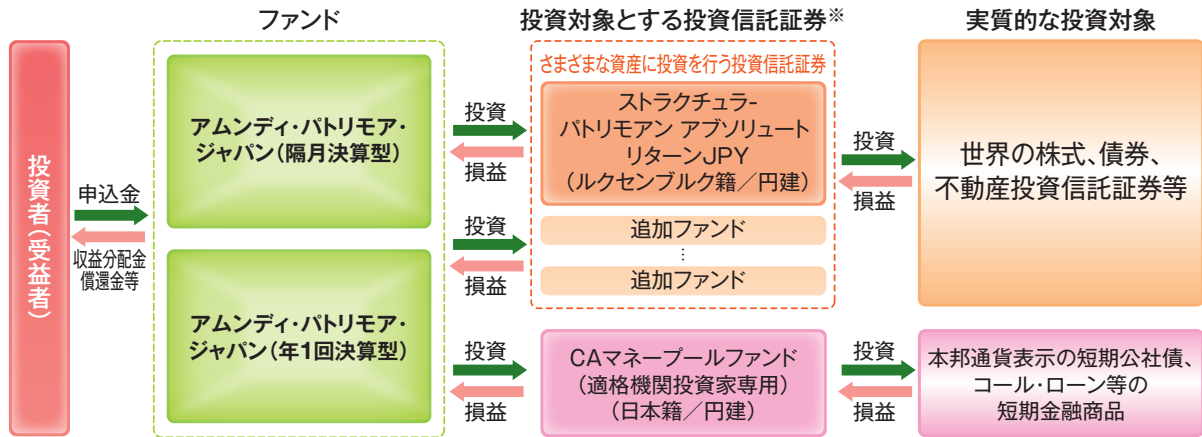 ファンド
投資対象とする投資信託証券※
実質的な投資対象
投資者（受益者）
申込金
収益分配金
償還金等
アムンディ・パトリモア・
ジャパン（隔月決算型）
アムンディ・パトリモア・
ジャパン（年1回決算型）
投資
損益
投資
損益
投資
損益
さまざまな資産に投資を行う投資信託証券
ストラクチュラ-
パトリモアン アブソリュート
リターンJPY
（ルクセンブルク籍／円建）
追加ファンド
…
追加ファンド
CAマネープールファンド
（適格機関投資家専用）
（日本籍／円建）
投資
損益
投資
損益
世界の株式、債券、
不動産投資信託証券等
本邦通貨表示の短期公社債、
コール・ローン等の
短期金融商品